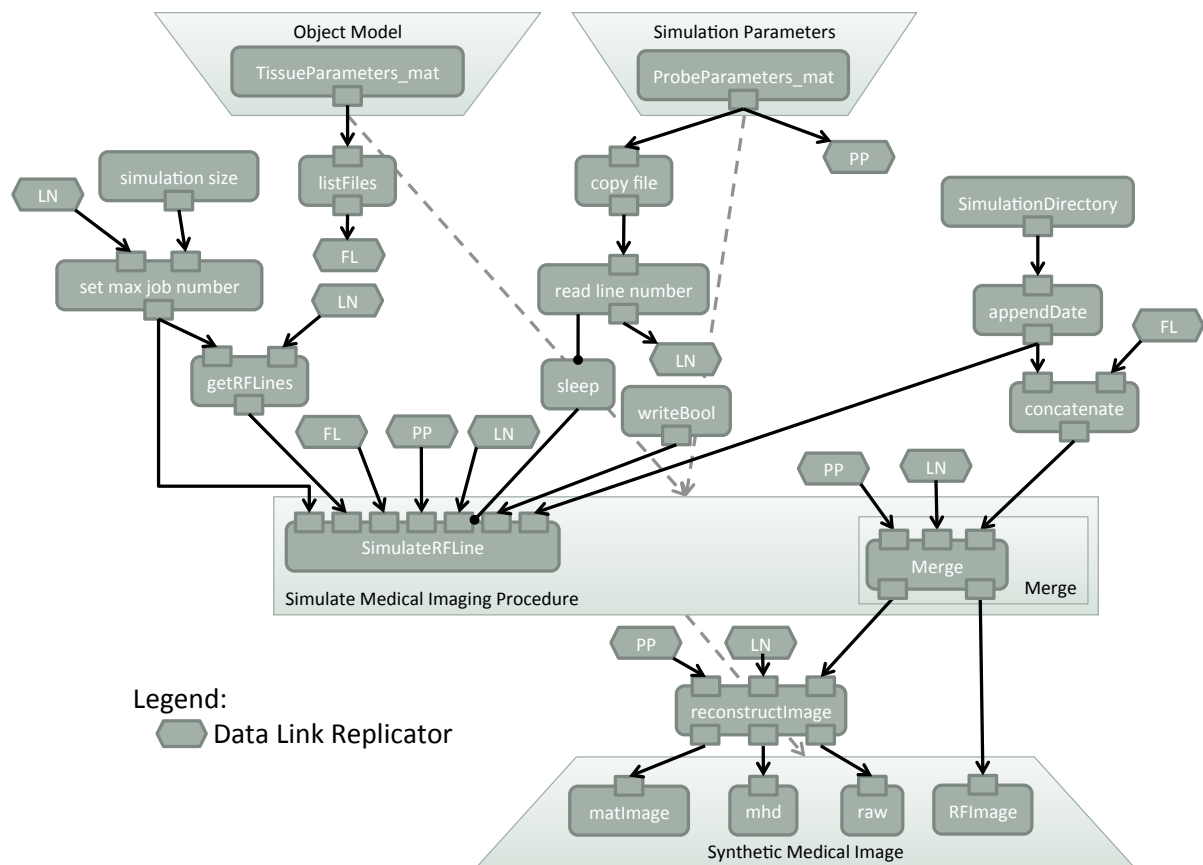 Object Model
Simulation Parameters
TissueParameters_mat
ProbeParameters_mat
simulation size
listFiles
copy file
PP
LN
SimulationDirectory
FL
set max job number
read line number
LN
appendDate
FL
LN
getRFLines
sleep
writeBool
concatenate
FL
PP
LN
PP
LN
SimulateRFLine
Merge
Simulate Medical Imaging Procedure
Merge
PP
LN
Legend:
reconstructImage
Data Link Replicator
matImage
mhd
raw
RFImage
Synthetic Medical Image